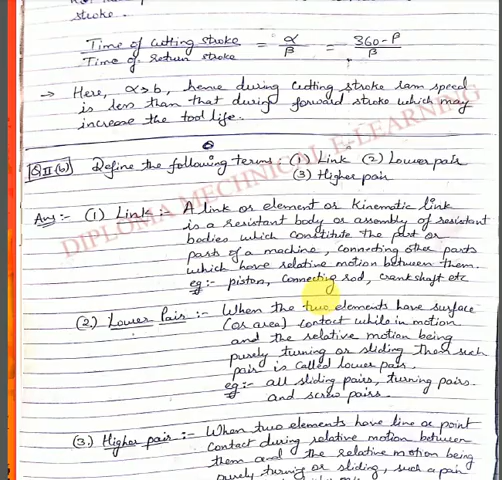 stroke.
Time of Cutting stroke / Time of Return stroke = α/β = 360-β/β
→ Here, α>b, hence during cutting stroke ram speed
is less than that during forward stroke which may
increase the tool life.
Q II (b) Define the following terms: (1) Link (2) Lower pair
(3) Higher pair
Ans:- (1) Link:- A link or element or Kinematic link
is a resistant body or assembly of resistant
bodies which constitute the part or
parts of a machine, connecting other parts
which have relative motion between them.
eg:- piston, connecting rod, crankshaft etc
(2) Lower Pair :- When the two elements have surface
(or area) contact while in motion
and the relative motion being
purely turning or sliding then such
pair is called lower pair.
eg:- all sliding pairs, turning pairs.
and screw pairs.
(3) Higher pair:- When two elements have line or point
contact during relative motion between
them and the relative motion being
purely turning or sliding, such a pair
DIPLOMA MECHANICAL E-LEARNING